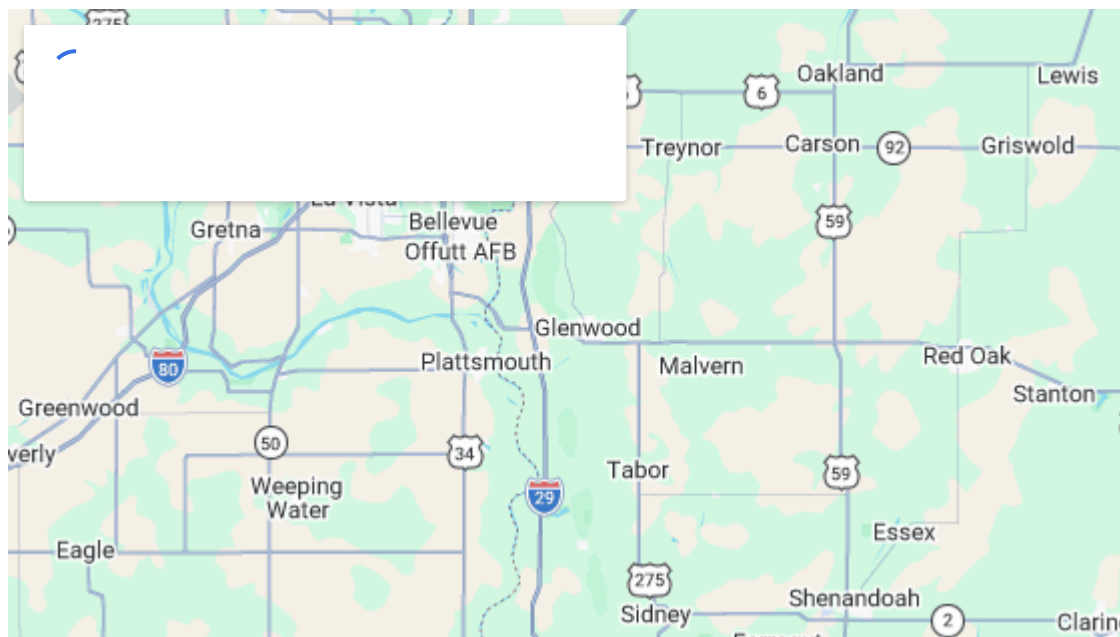 275
Oakland
Lewis
6
Treynor
Carson
92
Griswold
La Vista
Bellevue
59
Gretna
Offutt AFB
Glenwood
Plattsmouth
Malvern
Red Oak
80
Stanton
Greenwood
50
verly
34
Tabor
59
Weeping
Water
29
Essex
Eagle
275
Shenandoah
Sidney
2
Clarin